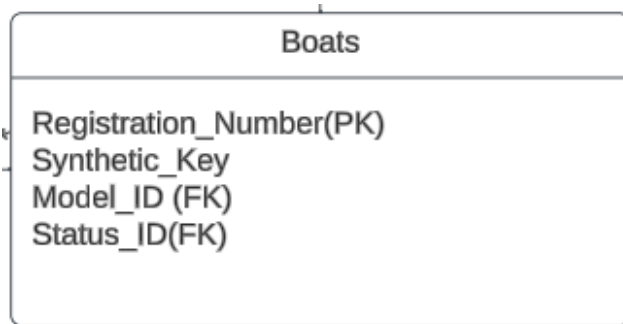 Boats
Registration_Number(PK)
Synthetic_Key
Model_ID (FK)
Status_ID(FK)